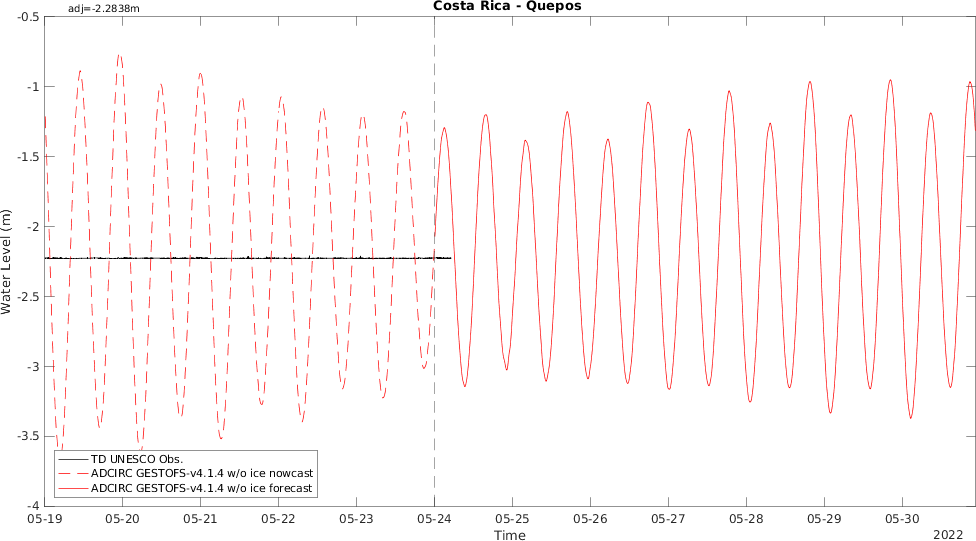 adj=-2.2838m
Costa Rica - Quepos
-0.5
-1
-1.5
-2
-2.5
-3
-3.5
-4
Water Level (m)
TD UNESCO Obs.
ADCIRC GESTOFS-v4.1.4 w/o ice nowcast
ADCIRC GESTOFS-v4.1.4 w/o ice forecast
05-19 05-20 05-21 05-22 05-23 05-24 05-25 05-26 05-27 05-28 05-29 05-30
Time
2022